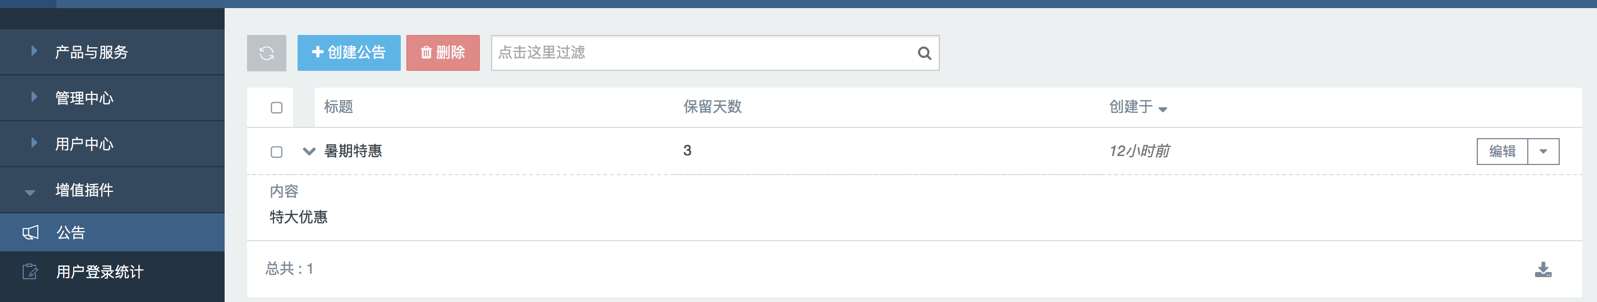 产品与服务
管理中心
用户中心
增值插件
公告
用户登录统计
创建公告 删除 点击这里过滤
标题 保留天数 创建于
暑期特惠 3 12小时前 编辑
内容
特大优惠
总共 : 1